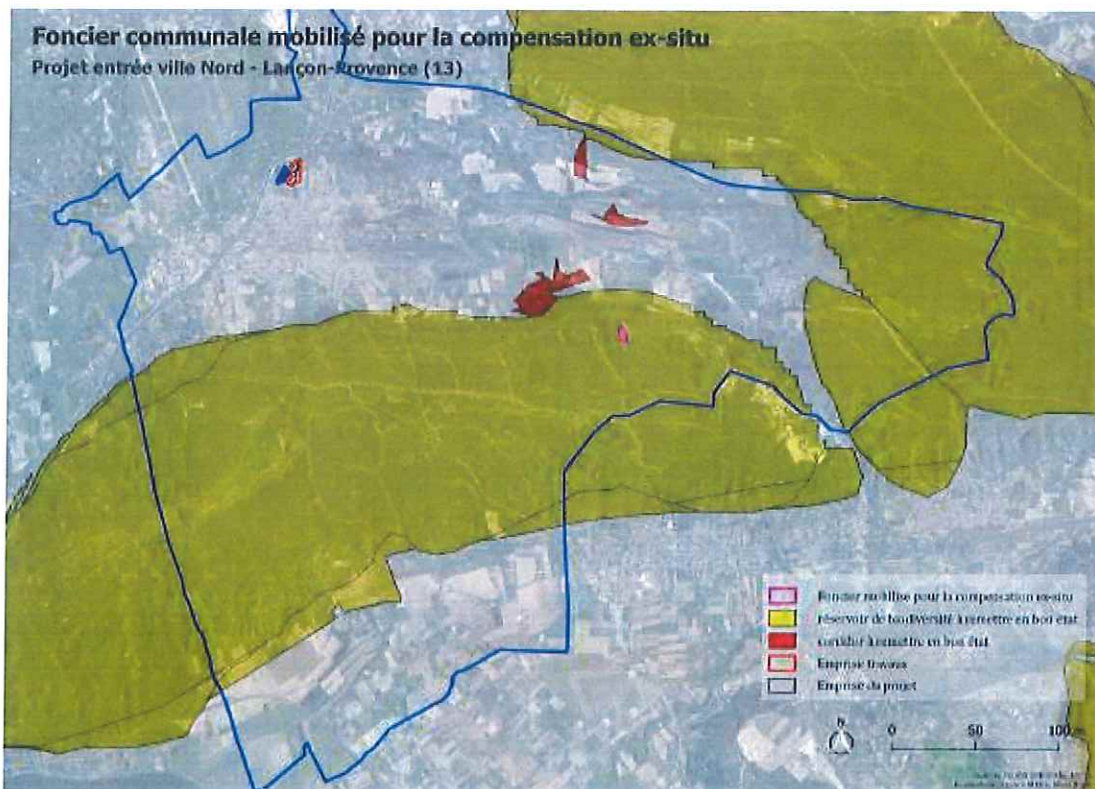 Foncier communale mobilisé pour la compensation ex-situ
Projet entrée ville Nord - Lançon-Provence (13)
Foncier mobilisé pour la compensation ex-situ
réservoir de biodiversité à remettre en bon état
corridor à remettre en bon état
Emprise travaux
Emprise du projet
N
0 50 100